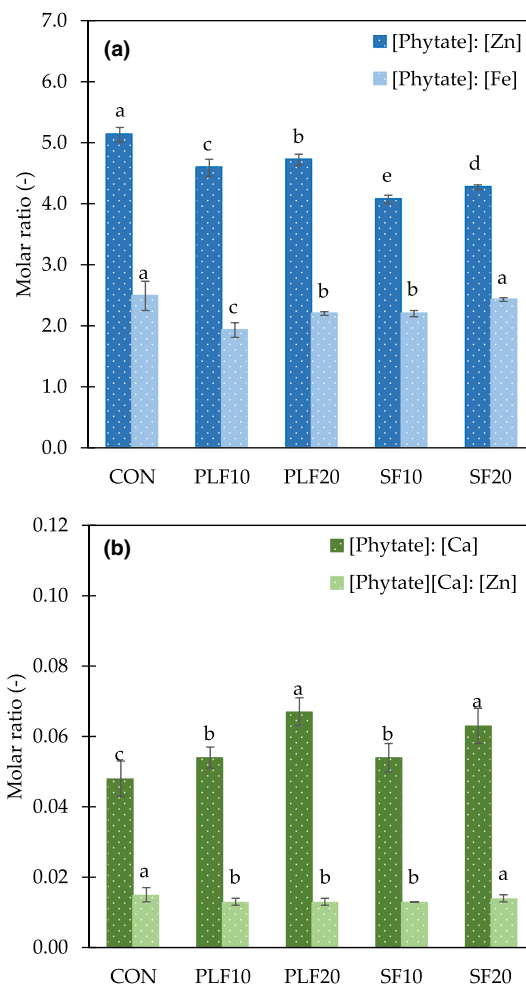 (a)
[Phytate]: [Zn]
[Phytate]: [Fe]
Molar ratio (-)
7.0
6.0
5.0
4.0
3.0
2.0
1.0
0.0
a
c
b
e
d
a
c
b
b
a
CON PLF10 PLF20 SF10 SF20
(b)
[Phytate]: [Ca]
[Phytate][Ca]: [Zn]
Molar ratio (-)
0.12
0.10
0.08
0.06
0.04
0.02
0.00
c
b
a
b
a
a
b
b
b
a
CON PLF10 PLF20 SF10 SF20